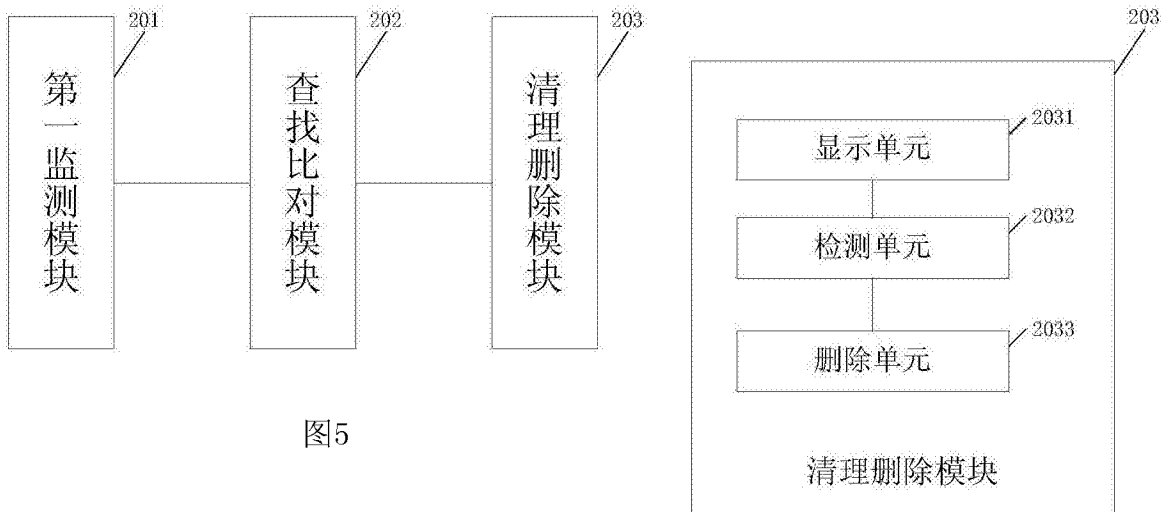 201
第一监测模块
202
查找比对模块
203
清理删除模块
图5
203
2031
显示单元
2032
检测单元
2033
删除单元
清理删除模块